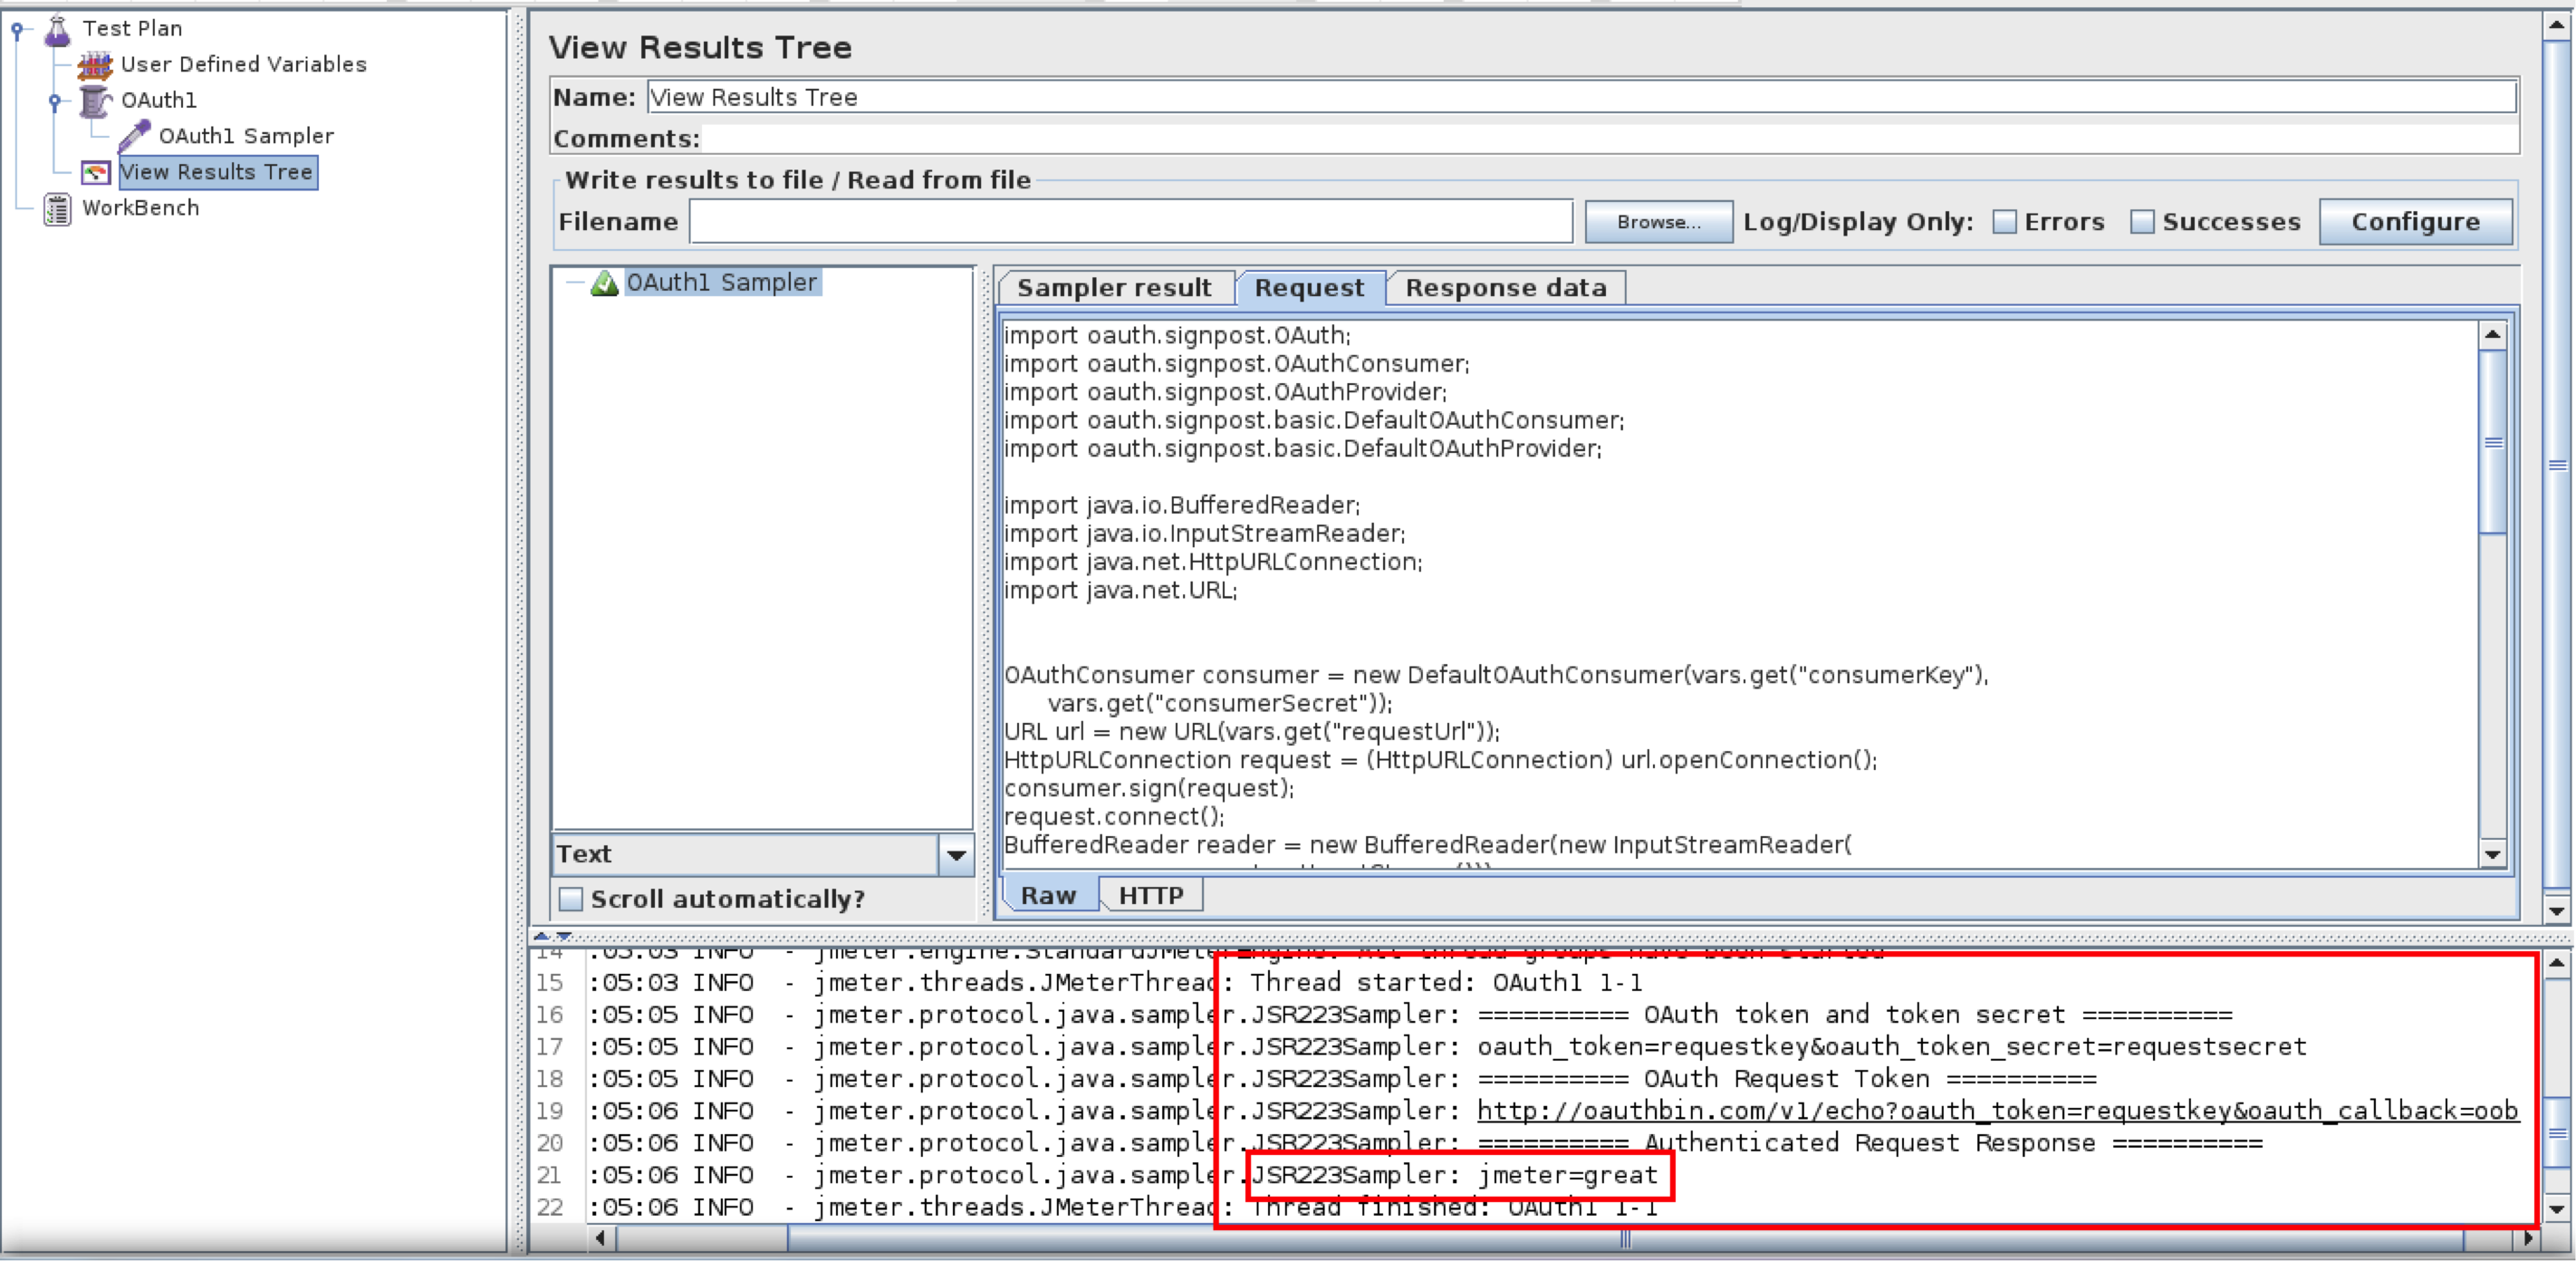 Test Plan
User Defined Variables
OAuth1
OAuth1 Sampler
View Results Tree
WorkBench
View Results Tree
Name: View Results Tree
Comments:
Write results to file / Read from file
Filename Browse... Log/Display Only: Errors Successes Configure
OAuth1 Sampler
Text
Scroll automatically?
Sampler result Request Response data
import oauth.signpost.OAuth;
import oauth.signpost.OAuthConsumer;
import oauth.signpost.OAuthProvider;
import oauth.signpost.basic.DefaultOAuthConsumer;
import oauth.signpost.basic.DefaultOAuthProvider;
import java.io.BufferedReader;
import java.io.InputStreamReader;
import java.net.HttpURLConnection;
import java.net.URL;
OAuthConsumer consumer = new DefaultOAuthConsumer(vars.get("consumerKey"),
vars.get("consumerSecret"));
URL url = new URL(vars.get("requestUrl"));
HttpURLConnection request = (HttpURLConnection) url.openConnection();
consumer.sign(request);
request.connect();
BufferedReader reader = new BufferedReader(new InputStreamReader(
Raw HTTP
14 :05:03 INFO - jmeter.engine.StandardJMeterEngine: All thread groups have been started
15 :05:03 INFO - jmeter.threads.JMeterThread: Thread started: OAuth1 1-1
16 :05:05 INFO - jmeter.protocol.java.sampler.JSR223Sampler: ========== OAuth token and token secret ==========
17 :05:05 INFO - jmeter.protocol.java.sampler.JSR223Sampler: oauth_token=requestkey&oauth_token_secret=requestsecret
18 :05:05 INFO - jmeter.protocol.java.sampler.JSR223Sampler: ========== OAuth Request Token ==========
19 :05:06 INFO - jmeter.protocol.java.sampler.JSR223Sampler: http://oauthbin.com/v1/echo?oauth_token=requestkey&oauth_callback=oob
20 :05:06 INFO - jmeter.protocol.java.sampler.JSR223Sampler: ========== Authenticated Request Response ==========
21 :05:06 INFO - jmeter.protocol.java.sampler.JSR223Sampler: jmeter=great
22 :05:06 INFO - jmeter.threads.JMeterThread: Thread finished: OAuth1 1-1